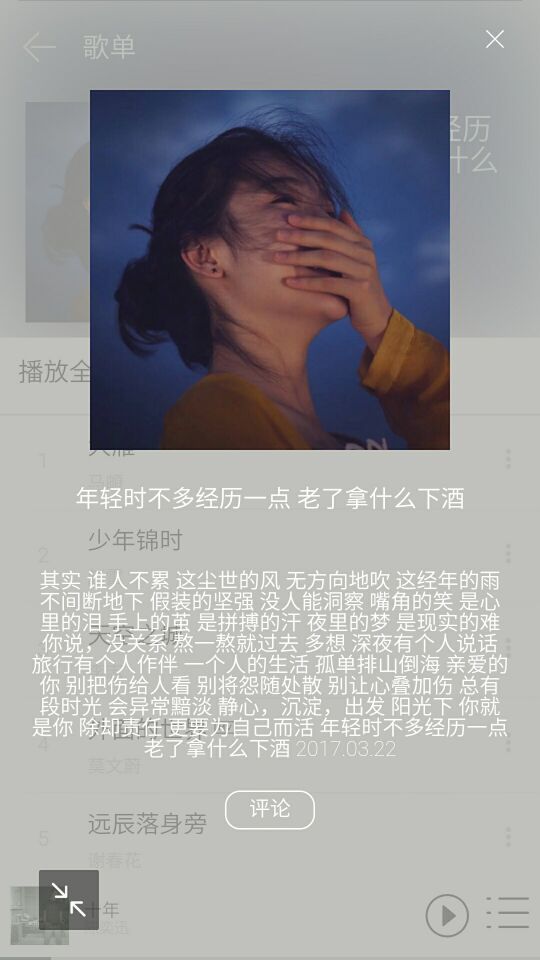 歌单
经历
什么
播放全
1
大雁
马頔
年轻时不多经历一点 老了拿什么下酒
2
少年锦时
其实 谁人不累 这尘世的风 无方向地吹 这经年的雨
不间断地下 假装的坚强 没人能洞察 嘴角的笑 是心
里的泪 手上的茧 是拼搏的汗 夜里的梦 是现实的难
你说，没关系 熬一熬就过去 多想 深夜有个人说话
旅行有个人作伴 一个人的生活 孤单排山倒海 亲爱的
你 别把伤给人看 别将怨随处散 别让心叠加伤 总有
段时光 会异常黯淡 静心，沉淀，出发 阳光下 你就
是你 除却责任 更要为自己而活 年轻时不多经历一点
老了拿什么下酒 2017.03.22
4
莫文蔚
评论
5
远辰落身旁
谢春花
十年